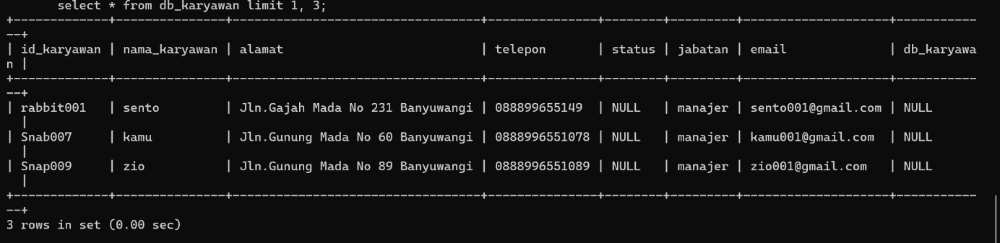 select * from db_karyawan limit 1, 3;
+-------------+---------------+----------------------------------+---------------+--------+---------+--------------------+-----------
--+
| id_karyawan | nama_karyawan | alamat                           | telepon       | status | jabatan | email              | db_karyawa
n |
+-------------+---------------+----------------------------------+---------------+--------+---------+--------------------+-----------
--+
| rabbit001   | sento         | Jln.Gajah Mada No 231 Banyuwangi | 088899655149  | NULL   | manajer | sento001@gmail.com | NULL
  |
| Snab007     | kamu          | Jln.Gunung Mada No 60 Banyuwangi | 0888996551078 | NULL   | manajer | kamu001@gmail.com  | NULL
  |
| Snap009     | zio           | Jln.Gunung Mada No 89 Banyuwangi | 0888996551089 | NULL   | manajer | zio001@gmail.com   | NULL
  |
+-------------+---------------+----------------------------------+---------------+--------+---------+--------------------+-----------
--+
3 rows in set (0.00 sec)